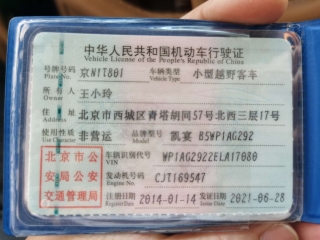 中华人民共和国机动车行驶证
Vehicle License of the People's Republic of China
号牌号码 京N1T801 车辆类型 小型越野客车
Plate No. Vehicle Type
所有人 王小玲
Owner
住址 北京市西城区青塔胡同57号北西三层17号
Address
使用性质 非营运 品牌型号 凯宴 BSWP1AG292
Use Character Model
北京市公 车辆识别代号 WP1AG2922ELA17080
VIN
安局公安 发动机号码 CJT169547
Engine No.
交通管理局 注册日期 2014-01-14 发证日期 2021-06-28
Register Date Issue Date